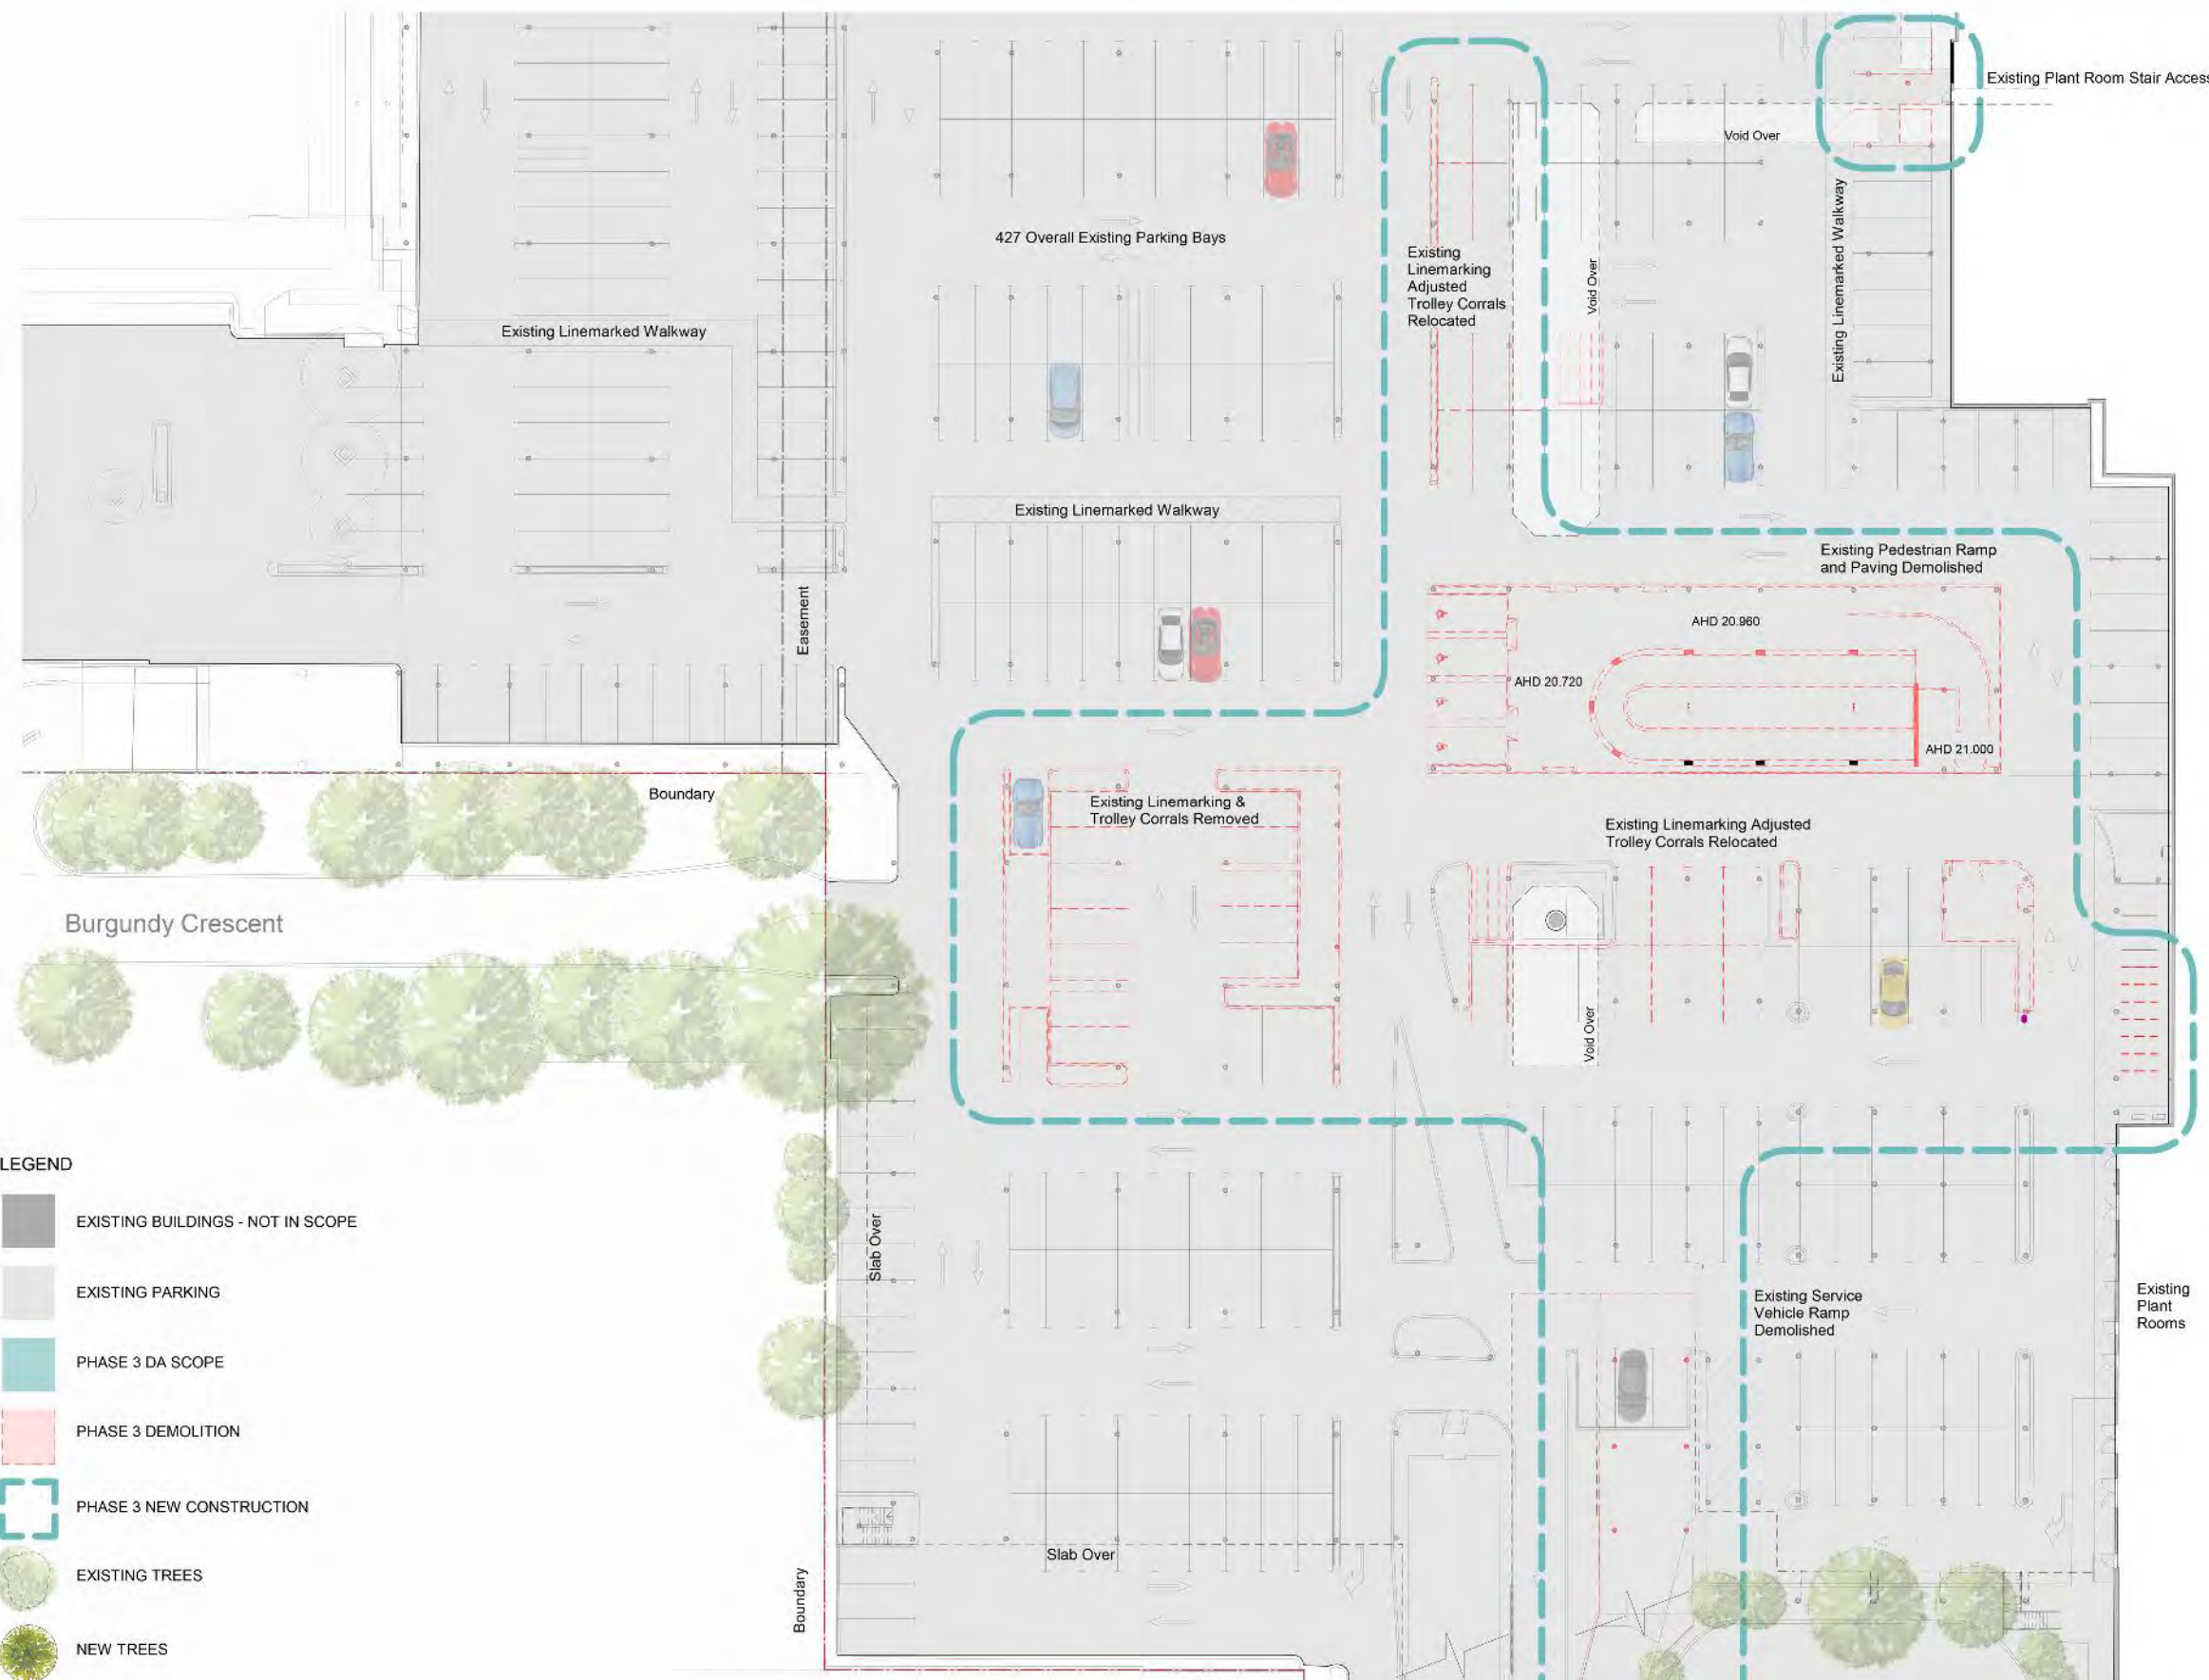 Existing Plant Room Stair Access
Void Over
Existing Linemarked Walkway
427 Overall Existing Parking Bays
Existing
Linemarking
Adjusted
Trolley Corrals
Relocated
Void Over
Existing Linemarked Walkway
Existing Linemarked Walkway
Existing Pedestrian Ramp
and Paving Demolished
Easement
AHD 20.960
AHD 20.720
AHD 21.000
Boundary
Existing Linemarking &
Trolley Corrals Removed
Existing Linemarking Adjusted
Trolley Corrals Relocated
Burgundy Crescent
Void Over
LEGEND
EXISTING BUILDINGS - NOT IN SCOPE
EXISTING PARKING
PHASE 3 DA SCOPE
PHASE 3 DEMOLITION
PHASE 3 NEW CONSTRUCTION
EXISTING TREES
NEW TREES
Slab Over
Existing Service
Vehicle Ramp
Demolished
Existing
Plant
Rooms
Slab Over
Boundary